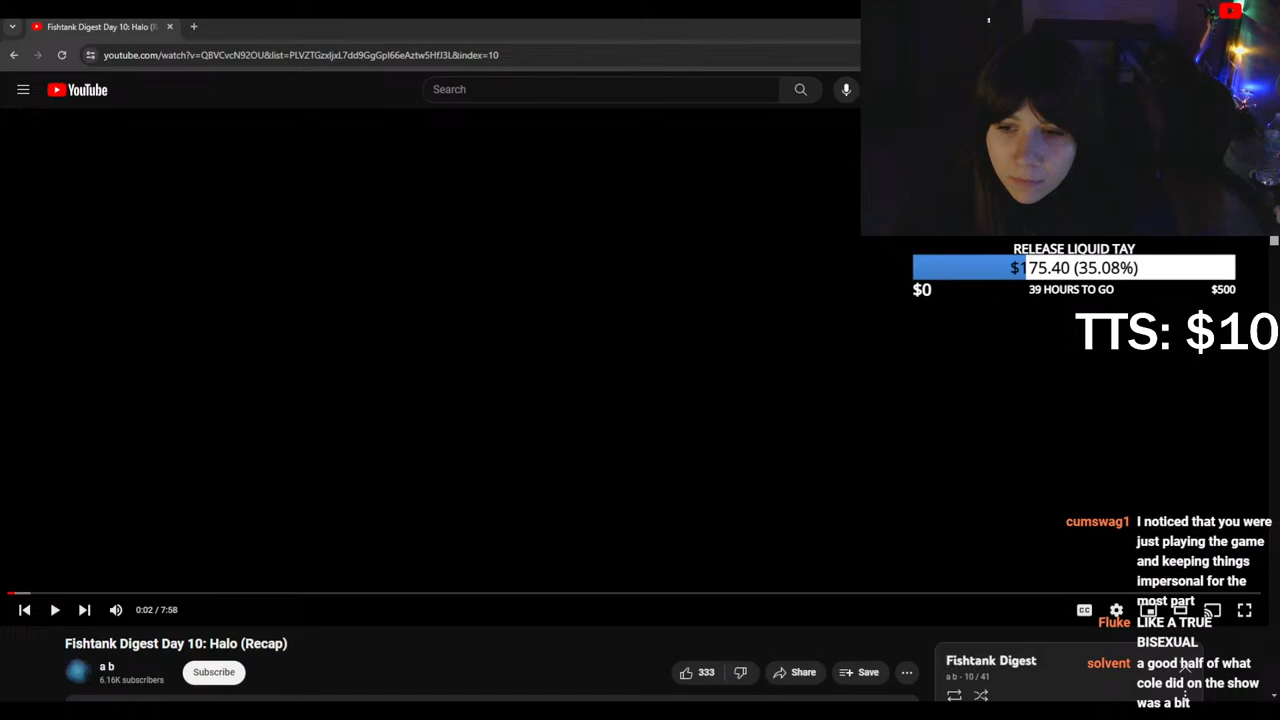 Fishtank Digest Day 10: Halo (R
youtube.com/watch?v=QBVCvcN92OU&list=PLVZTGzxIjxL7dd9GgGpl66eAztw5HfJ3L&index=10
YouTube
Search
RELEASE LIQUID TAY
$175.40 (35.08%)
$0 39 HOURS TO GO $500
TTS: $10
cumswag1 I noticed that you were
just playing the game
and keeping things
impersonal for the
most part
Fluke LIKE A TRUE
BISEXUAL
solvent a good half of what
cole did on the show
was a bit
0:02 / 7:58
CC
Fishtank Digest Day 10: Halo (Recap)
a b
6.16K subscribers
Subscribe
333
Share
Save
Fishtank Digest
a b - 10 / 41